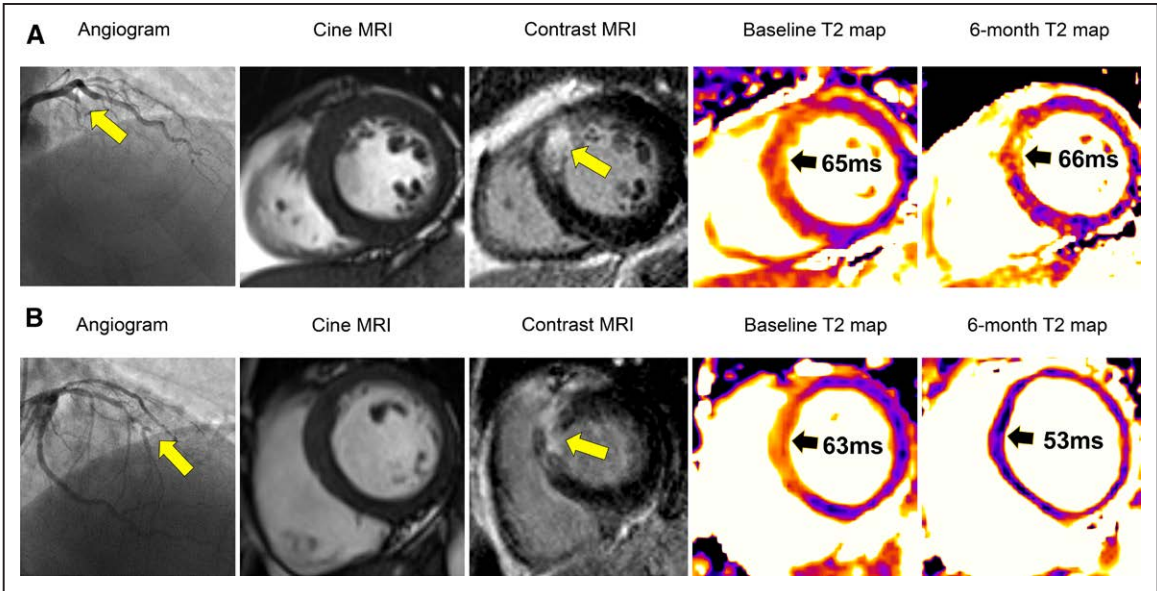 A
Angiogram
Cine MRI
Contrast MRI
Baseline T2 map
6-month T2 map
65ms
66ms
B
Angiogram
Cine MRI
Contrast MRI
Baseline T2 map
6-month T2 map
63ms
53ms